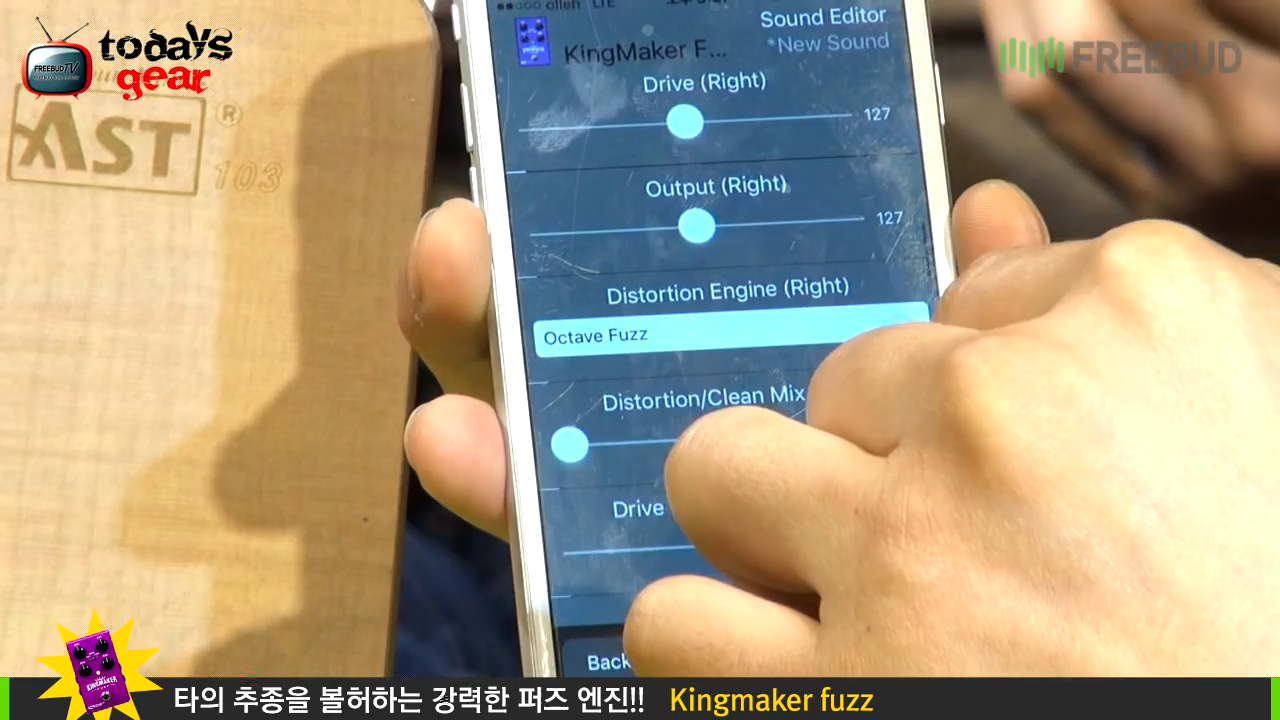 todays
gear
FREEBUD TV
FREEBUD
AST®
103
olleh LTE
Sound Editor
KingMaker F...
*New Sound
Drive (Right)
127
Output (Right)
127
Distortion Engine (Right)
Octave Fuzz
Distortion/Clean Mix
Drive
Back
KINGMAKER
타의 추종을 볼허하는 강력한 퍼즈 엔진!! Kingmaker fuzz